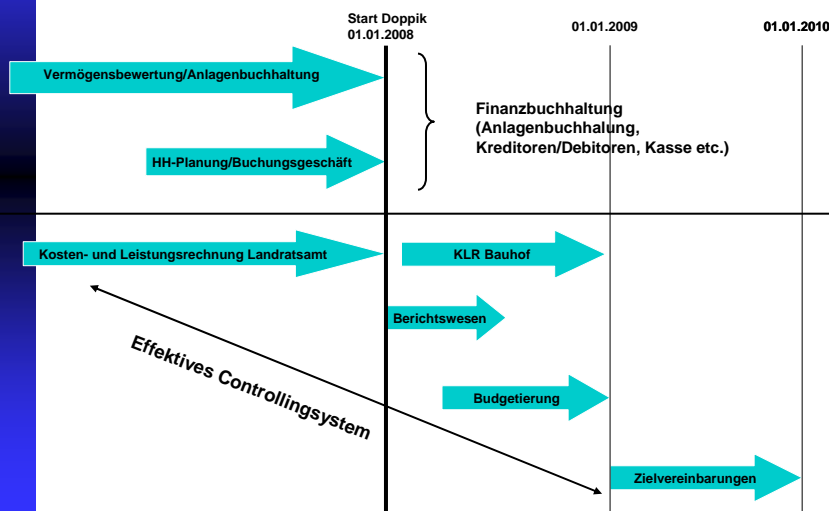 Start Doppik
01.01.2008
01.01.2009
01.01.2010
Vermögensbewertung/Anlagenbuchhaltung
Finanzbuchhaltung
(Anlagenbuchhalung,
Kreditoren/Debitoren, Kasse etc.)
HH-Planung/Buchungsgeschäft
Kosten- und Leistungsrechnung Landratsamt
KLR Bauhof
Berichtswesen
Effektives Controllingsystem
Budgetierung
Zielvereinbarungen